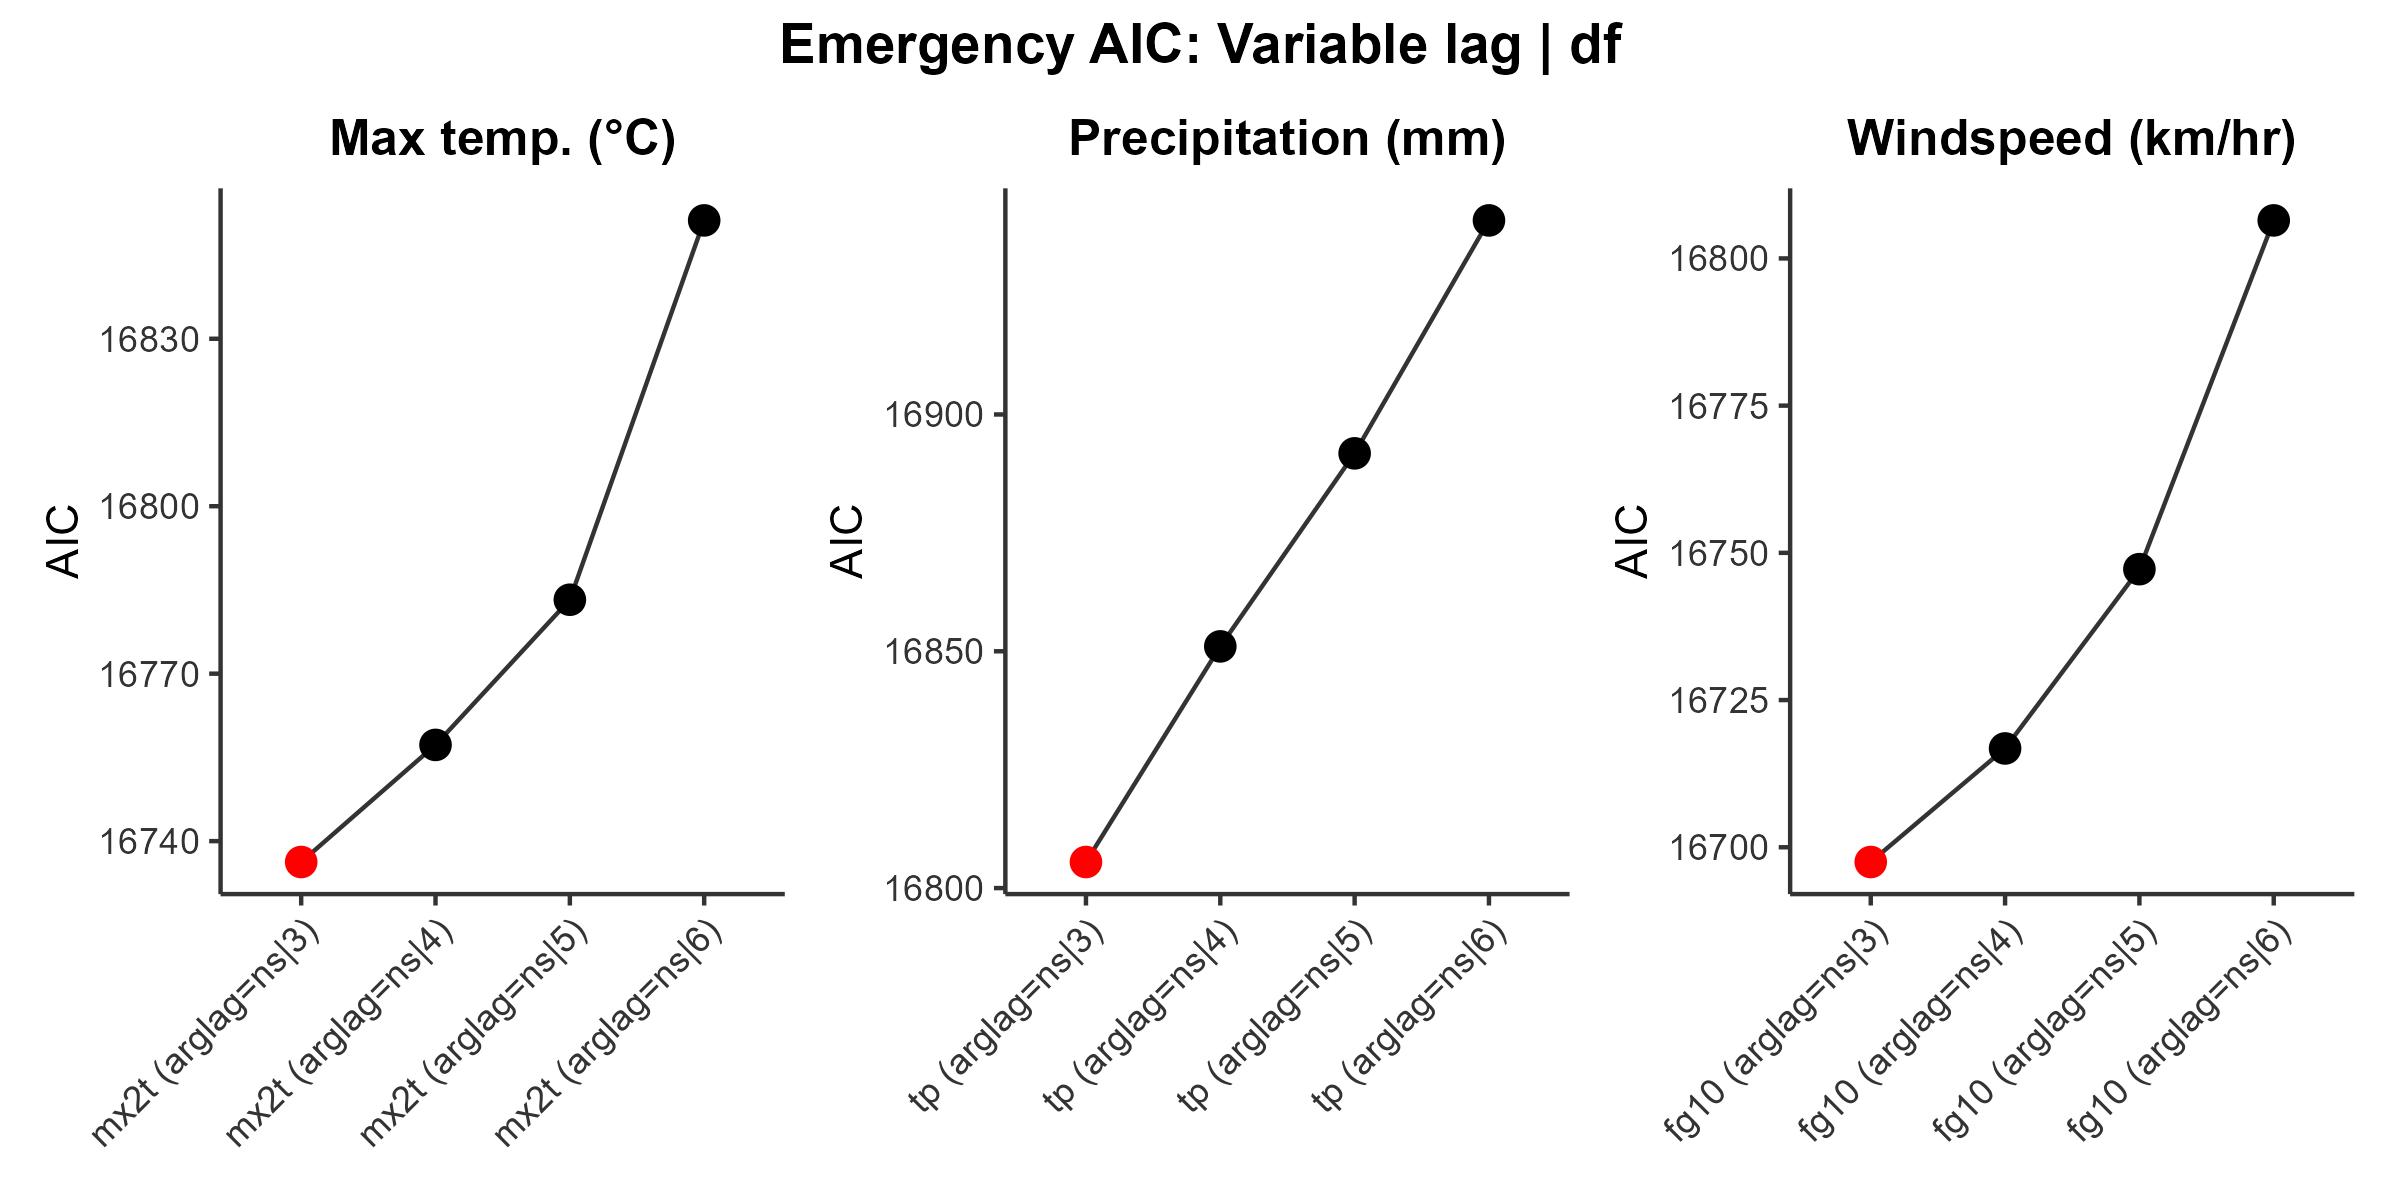 Emergency AIC: Variable lag | df
Max temp. (°C)
AIC
16830
16800
16770
16740
mx2t (arglag=ns|3)
mx2t (arglag=ns|4)
mx2t (arglag=ns|5)
mx2t (arglag=ns|6)
Precipitation (mm)
AIC
16900
16850
16800
tp (arglag=ns|3)
tp (arglag=ns|4)
tp (arglag=ns|5)
tp (arglag=ns|6)
Windspeed (km/hr)
AIC
16800
16775
16750
16725
16700
fg10 (arglag=ns|3)
fg10 (arglag=ns|4)
fg10 (arglag=ns|5)
fg10 (arglag=ns|6)